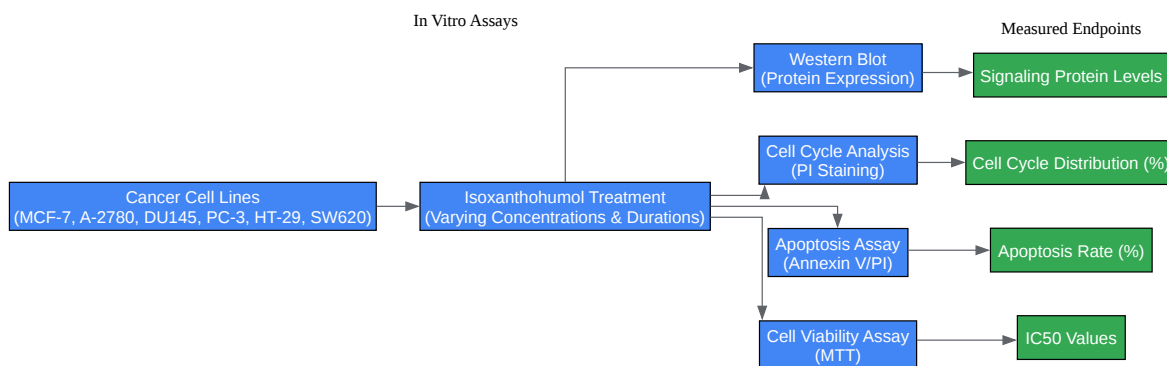 In Vitro Assays
Measured Endpoints
Western Blot
(Protein Expression)
Signaling Protein Levels
Cell Cycle Analysis
(PI Staining)
Cell Cycle Distribution (%)
Cancer Cell Lines
(MCF-7, A-2780, DU145, PC-3, HT-29, SW620)
Isoxanthohumol Treatment
(Varying Concentrations & Durations)
Apoptosis Assay
(Annexin V/PI)
Apoptosis Rate (%)
Cell Viability Assay
(MTT)
IC50 Values